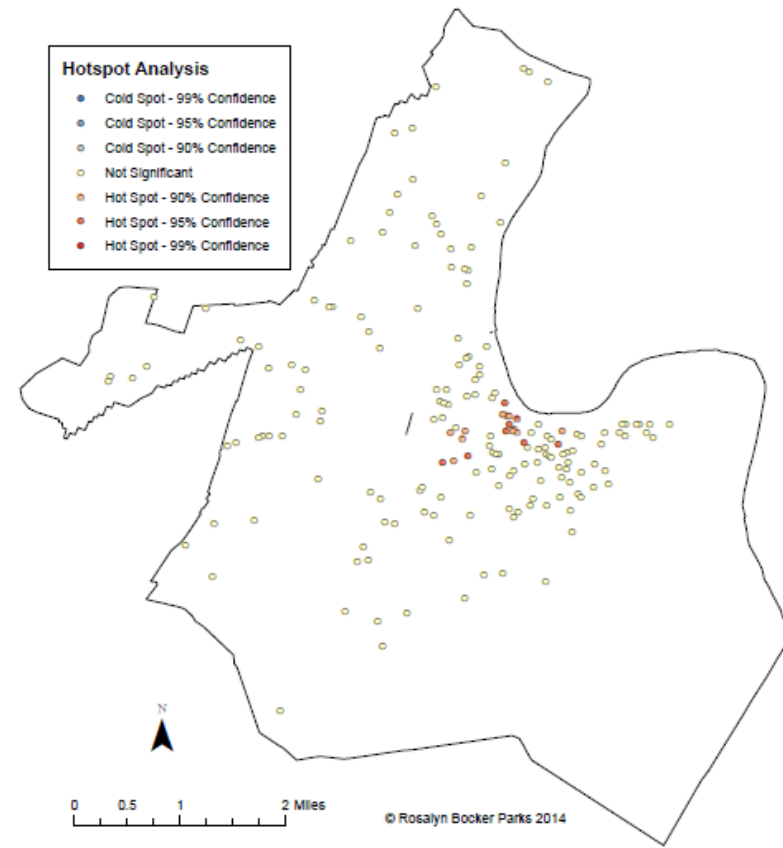 Hotspot Analysis
Cold Spot - 99% Confidence
Cold Spot - 95% Confidence
Cold Spot - 90% Confidence
Not Significant
Hot Spot - 90% Confidence
Hot Spot - 95% Confidence
Hot Spot - 99% Confidence
N
0 0.5 1 2 Miles
© Rosalyn Bocker Parks 2014